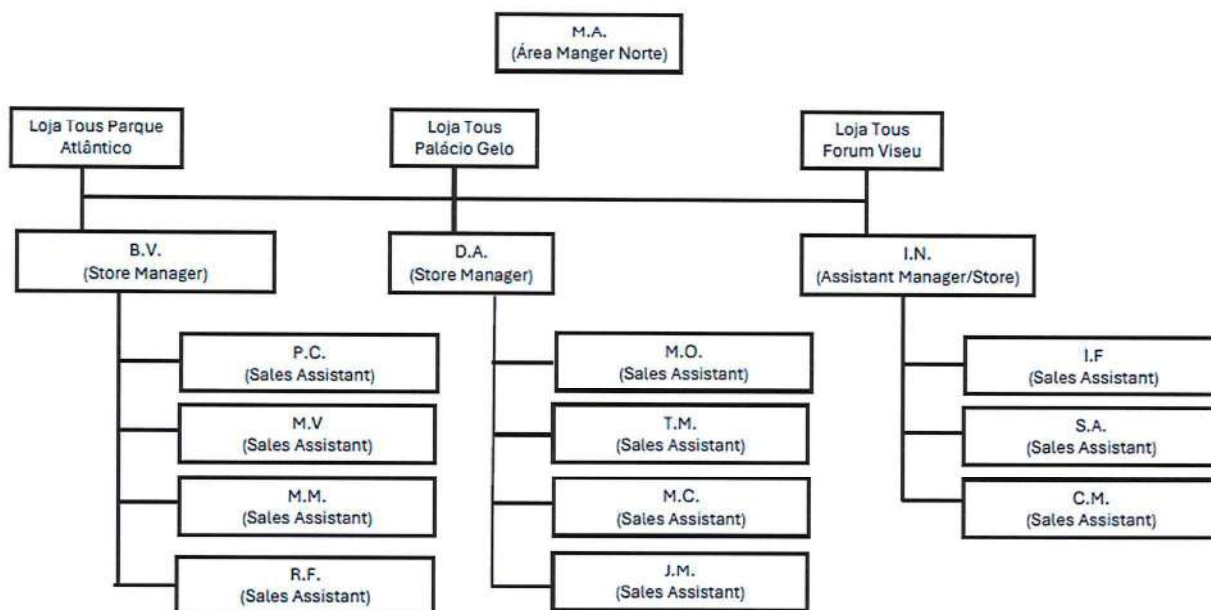 M.A.
(Área Manger Norte)
Loja Tous Parque
Atlântico
Loja Tous
Palácio Gelo
Loja Tous
Forum Viseu
B.V.
(Store Manager)
D.A.
(Store Manager)
I.N.
(Assistant Manager/Store)
P.C.
(Sales Assistant)
M.V
(Sales Assistant)
M.M.
(Sales Assistant)
R.F.
(Sales Assistant)
M.O.
(Sales Assistant)
T.M.
(Sales Assistant)
M.C.
(Sales Assistant)
J.M.
(Sales Assistant)
I.F
(Sales Assistant)
S.A.
(Sales Assistant)
C.M.
(Sales Assistant)